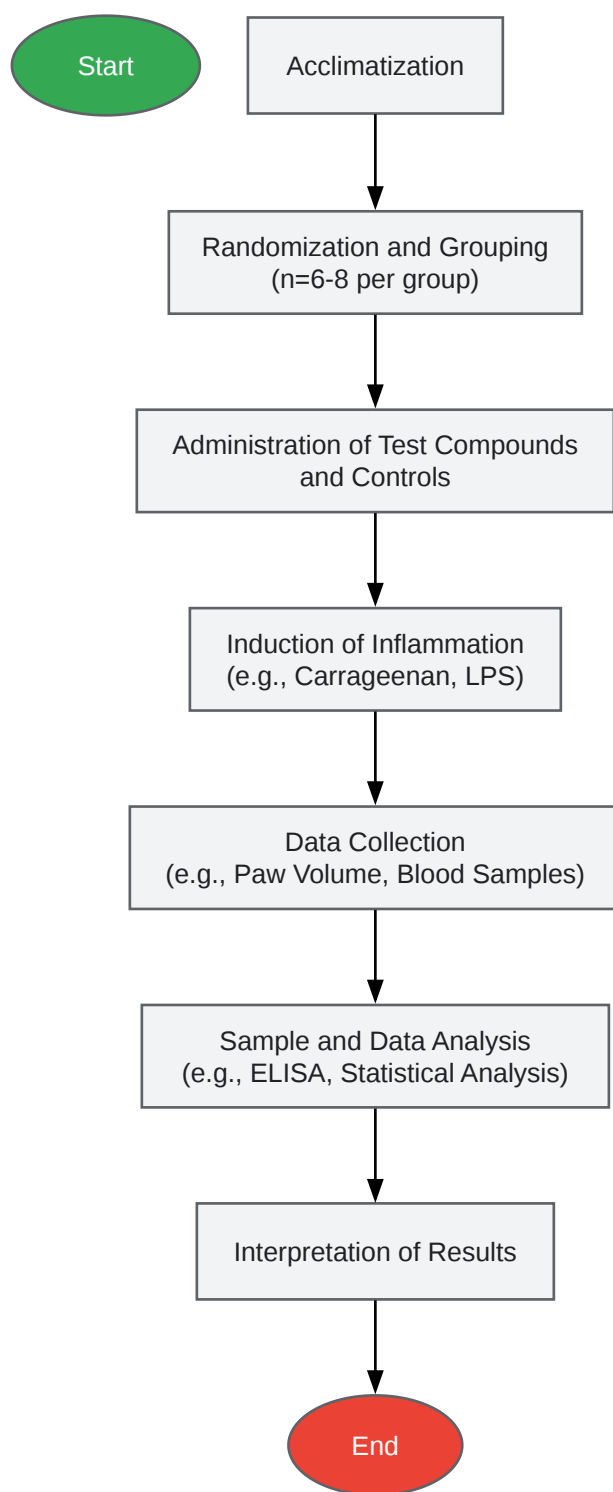 Start
Acclimatization
Randomization and Grouping
(n=6-8 per group)
Administration of Test Compounds
and Controls
Induction of Inflammation
(e.g., Carrageenan, LPS)
Data Collection
(e.g., Paw Volume, Blood Samples)
Sample and Data Analysis
(e.g., ELISA, Statistical Analysis)
Interpretation of Results
End